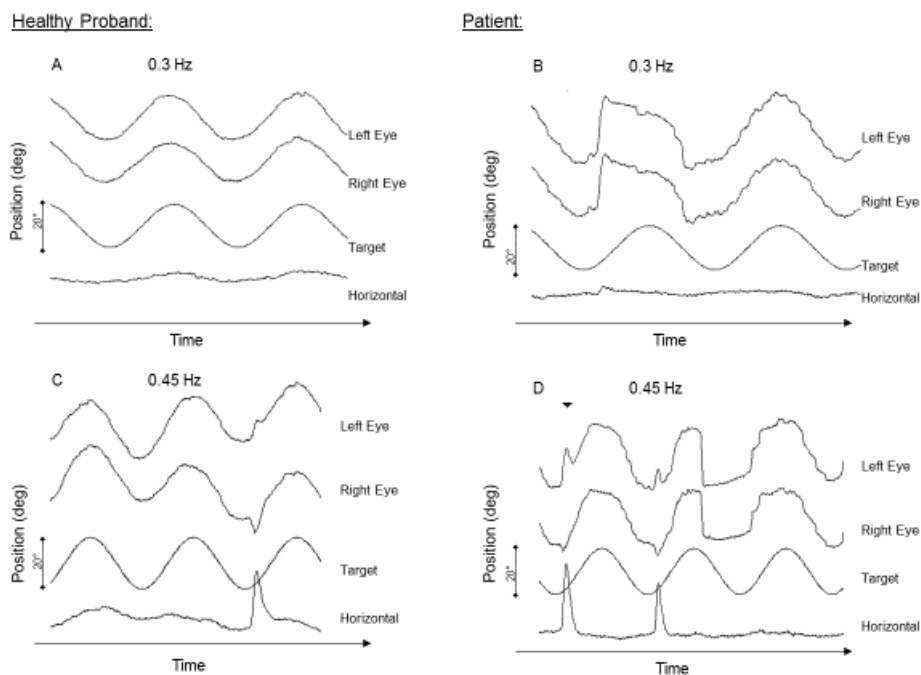 Healthy Proband:
Patient:
A 0.3 Hz
Left Eye
Right Eye
Target
Horizontal
Position (deg)
20°
Time
B 0.3 Hz
Left Eye
Right Eye
Target
Horizontal
Position (deg)
20°
Time
C 0.45 Hz
Left Eye
Right Eye
Target
Horizontal
Position (deg)
20°
Time
D 0.45 Hz
Left Eye
Right Eye
Target
Horizontal
Position (deg)
20°
Time